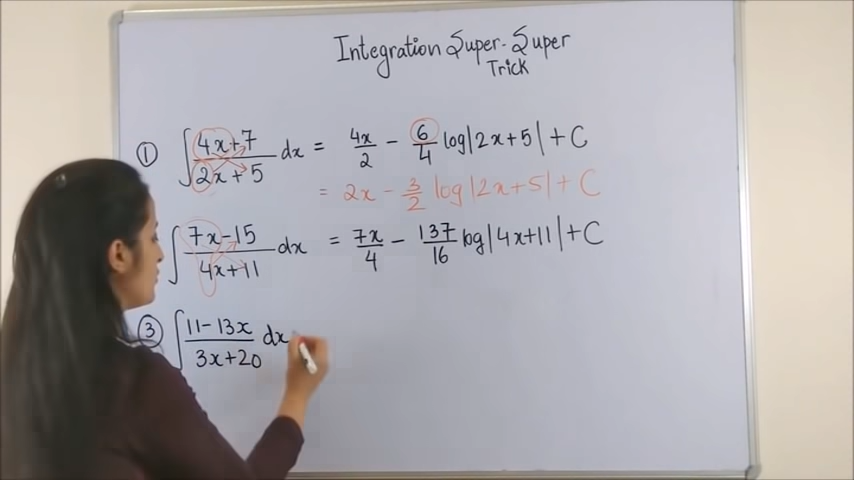 Integration Super-Super
Trick
① ∫ (4x+7)/(2x+5) dx = 4x/2 - 6/4 log|2x+5| + C
= 2x - 3/2 log|2x+5| + C
∫ (7x-15)/(4x+11) dx = 7x/4 - 137/16 log|4x+11| + C
③ ∫ (11-13x)/(3x+20) dx